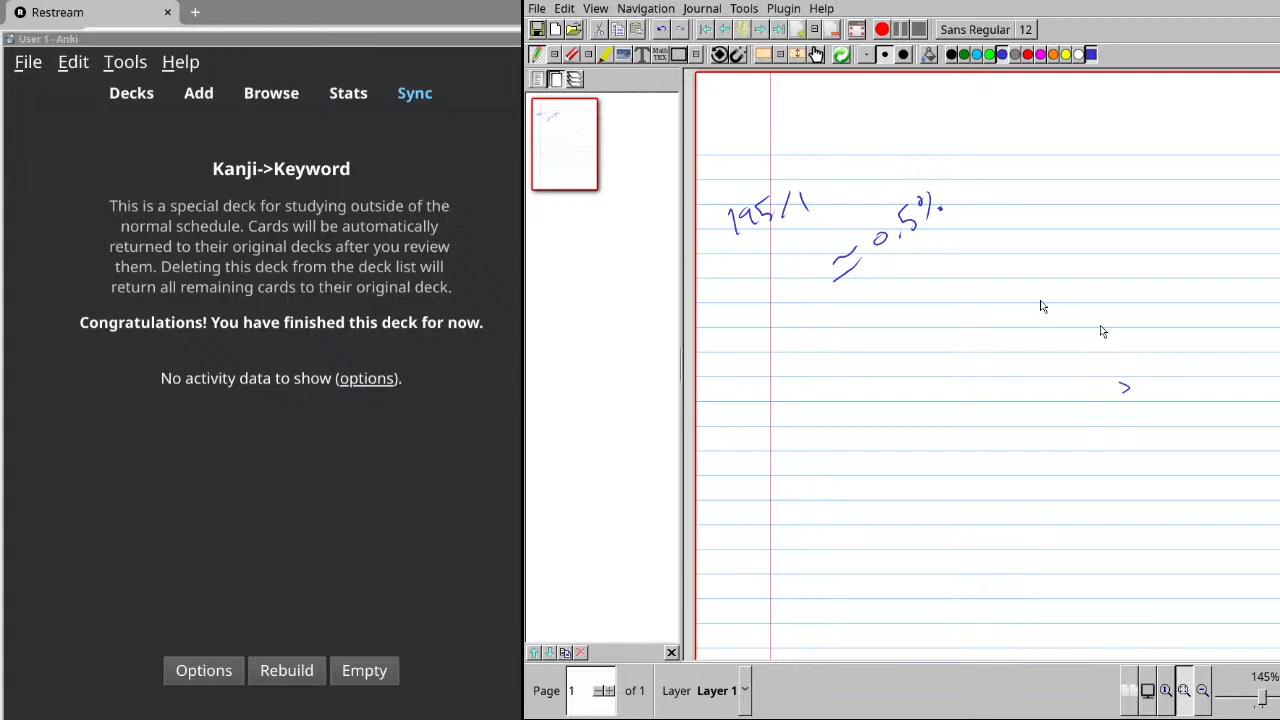 Restream
User 1 - Anki
File Edit Tools Help
Decks Add Browse Stats Sync
Kanji->Keyword
This is a special deck for studying outside of the
normal schedule. Cards will be automatically
returned to their original decks after you review
them. Deleting this deck from the deck list will
return all remaining cards to their original deck.
Congratulations! You have finished this deck for now.
No activity data to show (options).
Options Rebuild Empty
File Edit View Navigation Journal Tools Plugin Help
Sans Regular 12
Math
TEX
195/1
≈ 0.5%
Page 1 of 1 Layer Layer 1
145%